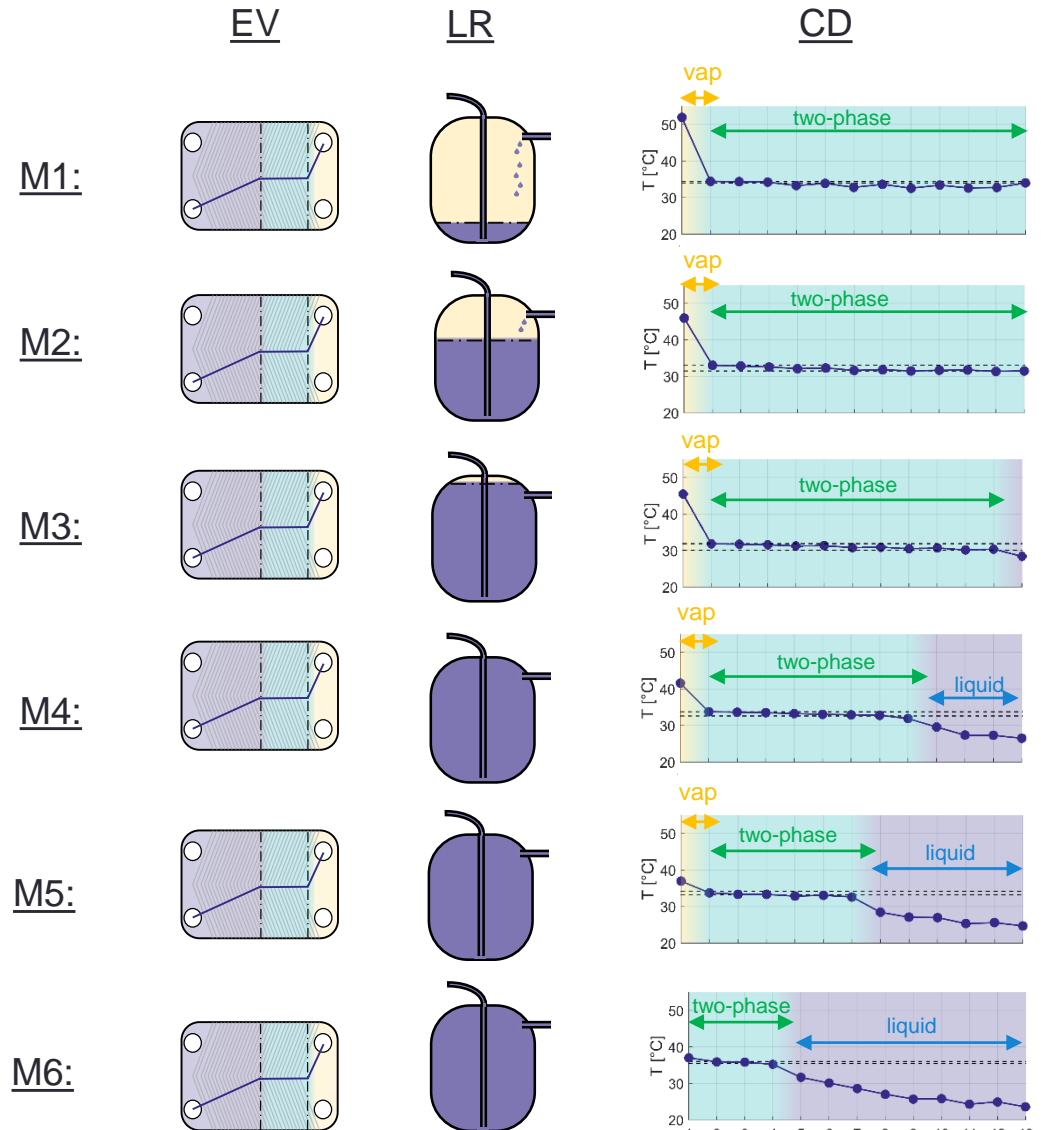 EV LR CD
M1:
vap
two-phase
T [°C]
50
40
30
20
M2:
vap
two-phase
T [°C]
50
40
30
20
M3:
vap
two-phase
T [°C]
50
40
30
20
M4:
vap
two-phase
liquid
T [°C]
50
40
30
20
M5:
vap
two-phase
liquid
T [°C]
50
40
30
20
M6:
two-phase
liquid
T [°C]
50
40
30
20